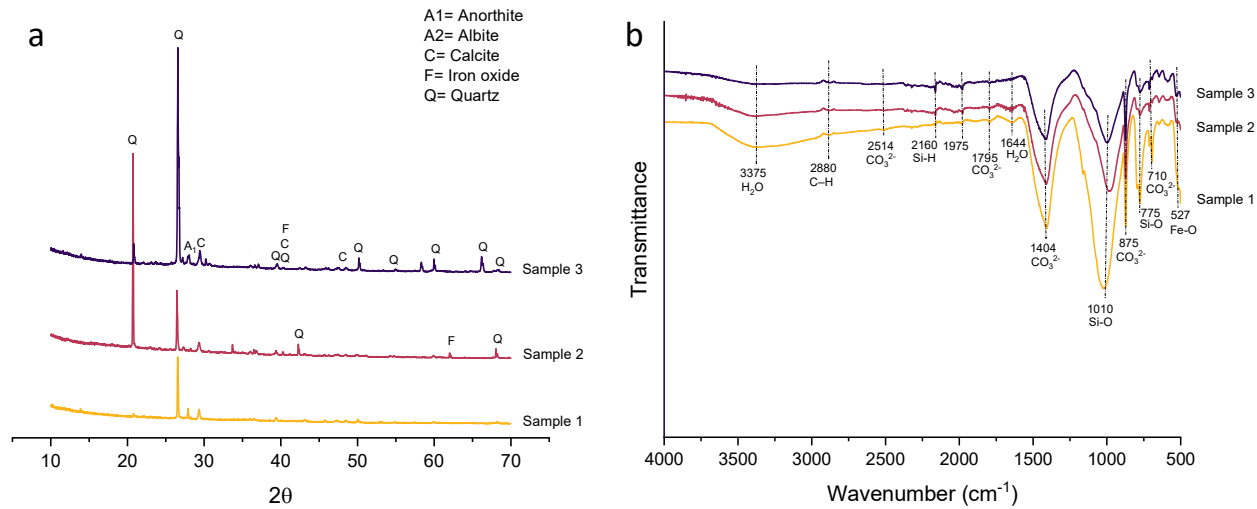 a
A1= Anorthite
A2= Albite
C= Calcite
F= Iron oxide
Q= Quartz
Q
Q
A1
C
F
C
Q
Q
C
Q
Q
Q
Q
Q
Sample 3
Q
F
Q
Sample 2
Sample 1
10
20
30
40
50
60
70
2θ
b
Transmittance
Sample 3
Sample 2
Sample 1
3375
H₂O
2880
C–H
2514
CO₃²⁻
2160
Si-H
1975
1795
CO₃²⁻
1644
H₂O
1404
CO₃²⁻
1010
Si-O
875
CO₃²⁻
710
CO₃²⁻
775
Si-O
527
Fe-O
4000
3500
3000
2500
2000
1500
1000
500
Wavenumber (cm⁻¹)